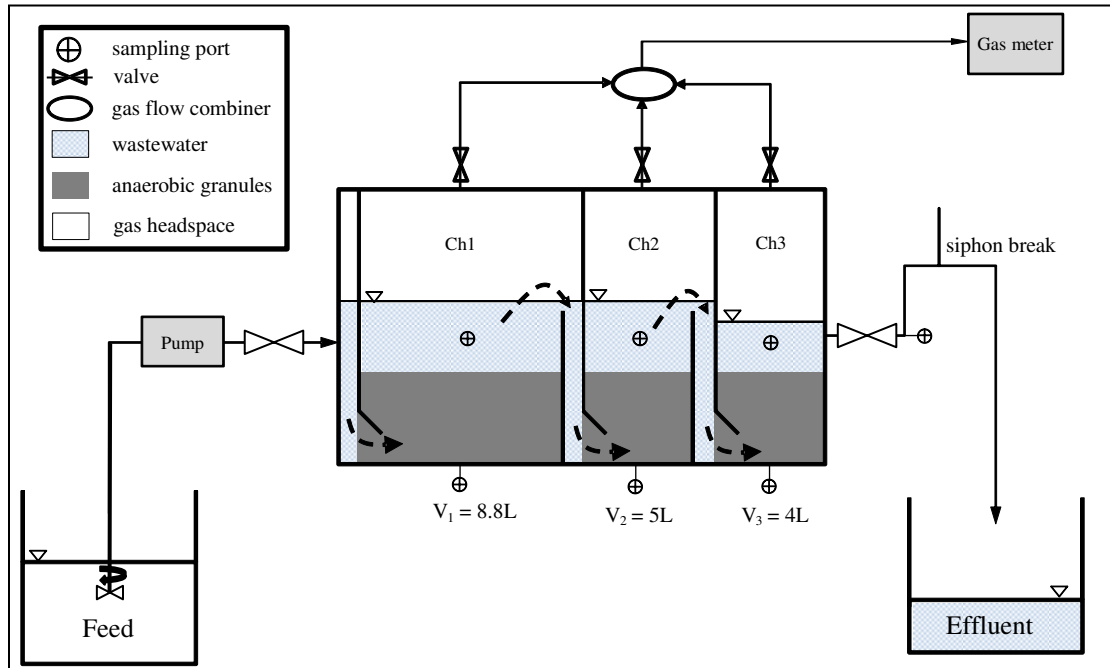 sampling port
valve
gas flow combiner
wastewater
anaerobic granules
gas headspace
Gas meter
Ch1
Ch2
Ch3
siphon break
Pump
V₁ = 8.8L
V₂ = 5L
V₃ = 4L
Feed
Effluent